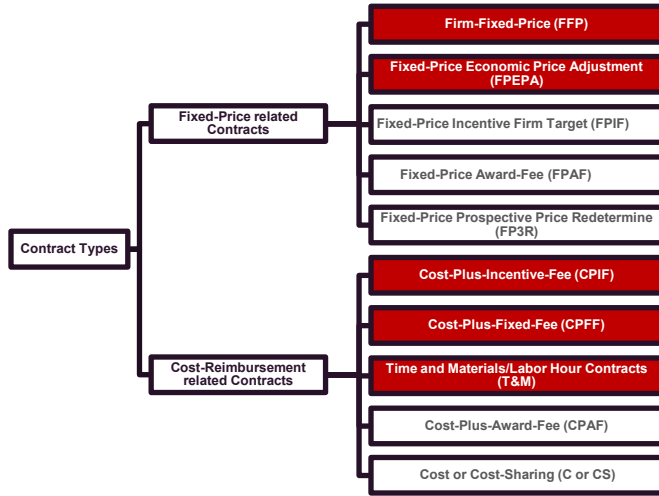 Contract Types
Fixed-Price related
Contracts
Firm-Fixed-Price (FFP)
Fixed-Price Economic Price Adjustment
(FPEPA)
Fixed-Price Incentive Firm Target (FPIF)
Fixed-Price Award-Fee (FPAF)
Fixed-Price Prospective Price Redetermine
(FP3R)
Cost-Reimbursement
related Contracts
Cost-Plus-Incentive-Fee (CPIF)
Cost-Plus-Fixed-Fee (CPFF)
Time and Materials/Labor Hour Contracts
(T&M)
Cost-Plus-Award-Fee (CPAF)
Cost or Cost-Sharing (C or CS)